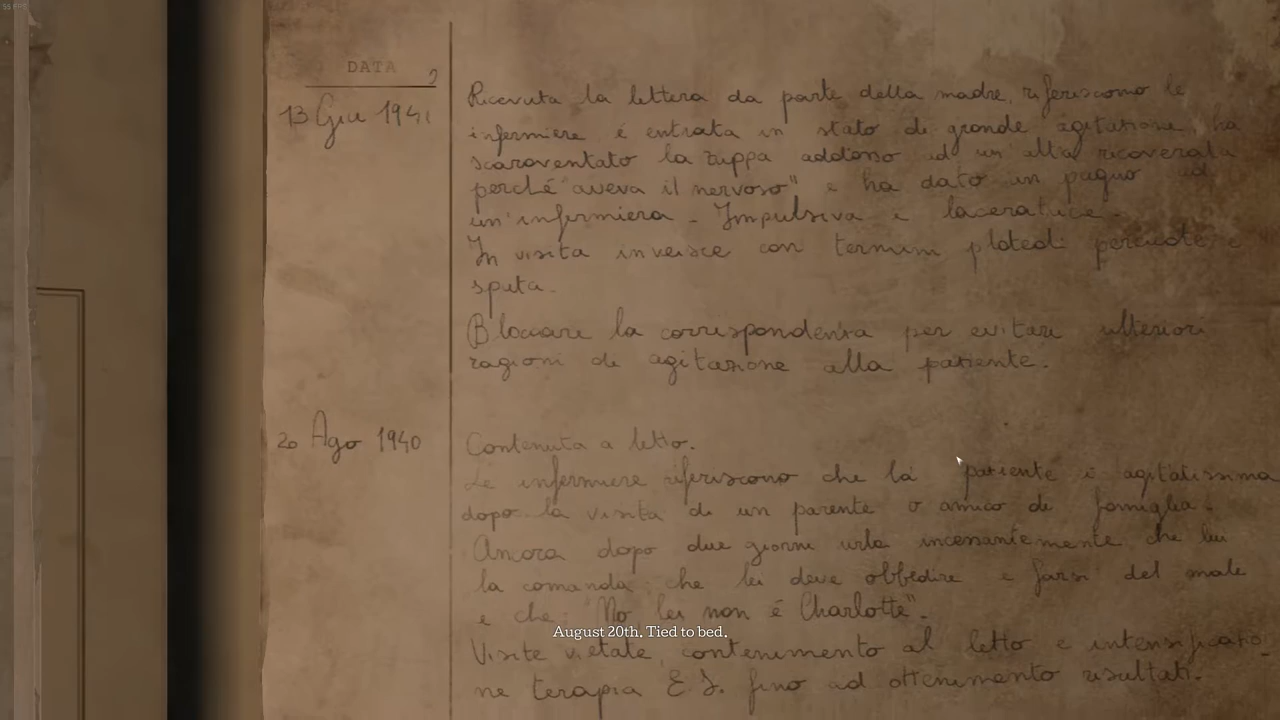 55 FPS
DATA
2
13 Giu 1941
Ricevuta la lettera da parte della madre, riferiscono le
infermiere é entrata in stato di grande agitazione, ha
scaraventato la zuppa addosso ad un'altra ricoverata
perché "aveva il nervoso" e ha dato un pugno ad
un'infermiera - Impulsiva e laceratrice -
In visita inveisce con termini plateali percuote e
sputa.
Bloccare la corrispondenza per evitare ulteriori
ragioni di agitazione alla paziente.
20 Ago 1940
Contenuta a letto.
Le infermiere riferiscono che la paziente è agitatissima
dopo la visita di un parente o amico di famiglia.
Ancora dopo due giorni urla incessantemente che lui
la comanda, che lei deve obbedire e farsi del male
e che "No lei non é Charlotte".
August 20th. Tied to bed.
Visite vietate, contenimento al letto e intensificazio_
ne terapia E.S. fino ad ottenimento risultati.